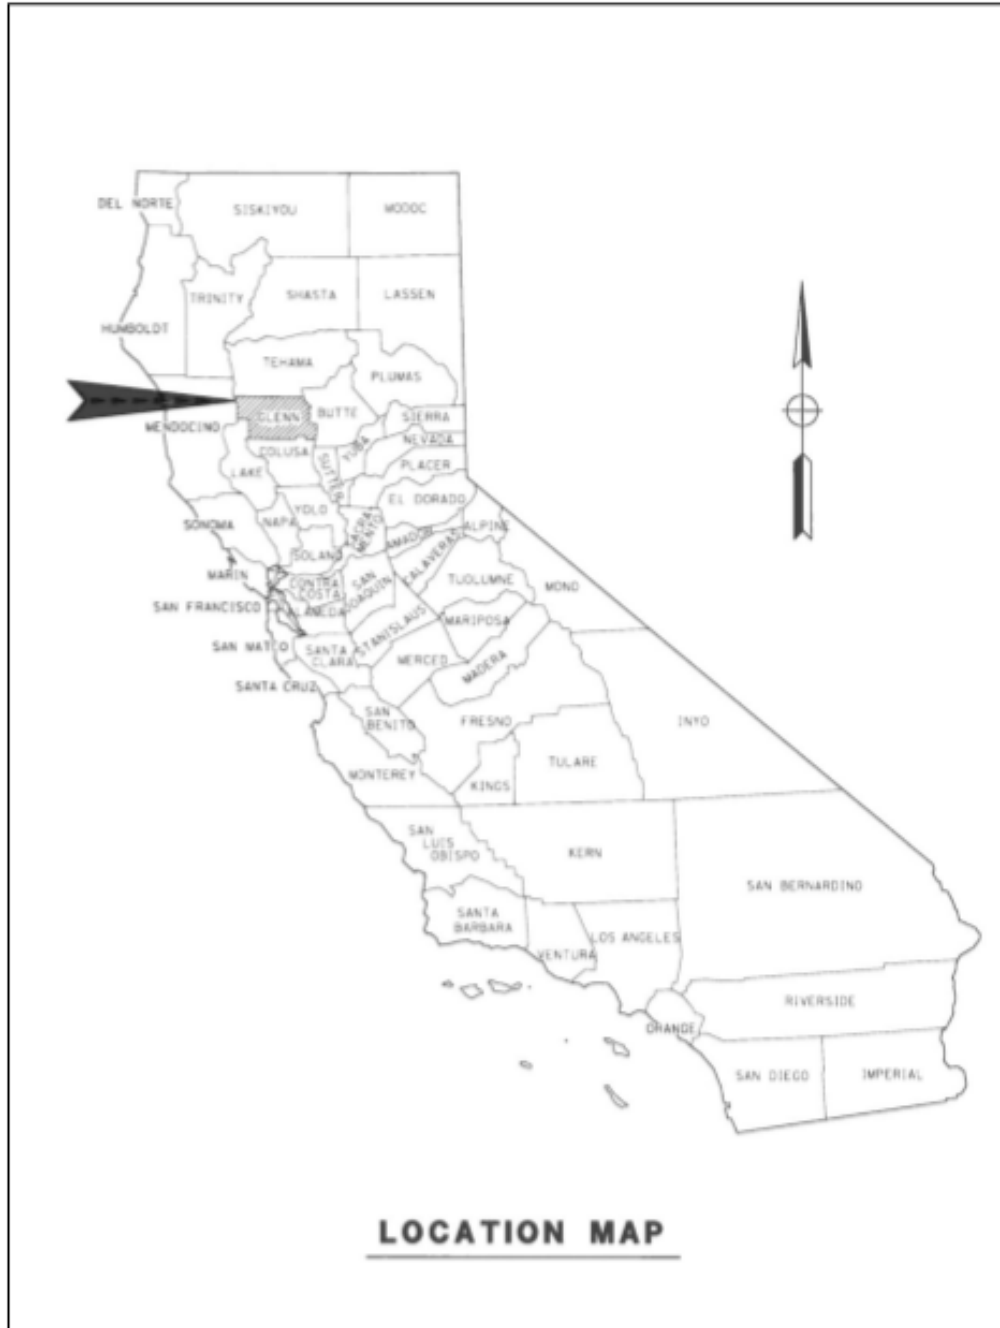 DEL NORTE
SISKIYOU
MODOC
TRINITY
SHASTA
LASSEN
HUMBOLDT
TEHAMA
PLUMAS
GLENN
BUTTE
SIERRA
MENDOCINO
NEVADA
COLUSA
YUBA
LAKE
SUTTER
PLACER
EL DORADO
YOLO
SONOMA
NAPA
SACRA
MENTO
ALPINE
AMADOR
SOLANO
CALAVERAS
MARIN
CONTRA
COSTA
SAN
JOAQUIN
TUOLUMNE
MONO
SAN FRANCISCO
ALAMEDA
STANISLAUS
MARIPOSA
SAN MATEO
SANTA
CLARA
MERCED
MADERA
SANTA CRUZ
SAN
BENITO
FRESNO
INYO
MONTEREY
KINGS
TULARE
SAN
LUIS
OBISPO
KERN
SAN BERNARDINO
SANTA
BARBARA
VENTURA
LOS ANGELES
ORANGE
RIVERSIDE
SAN DIEGO
IMPERIAL
LOCATION MAP